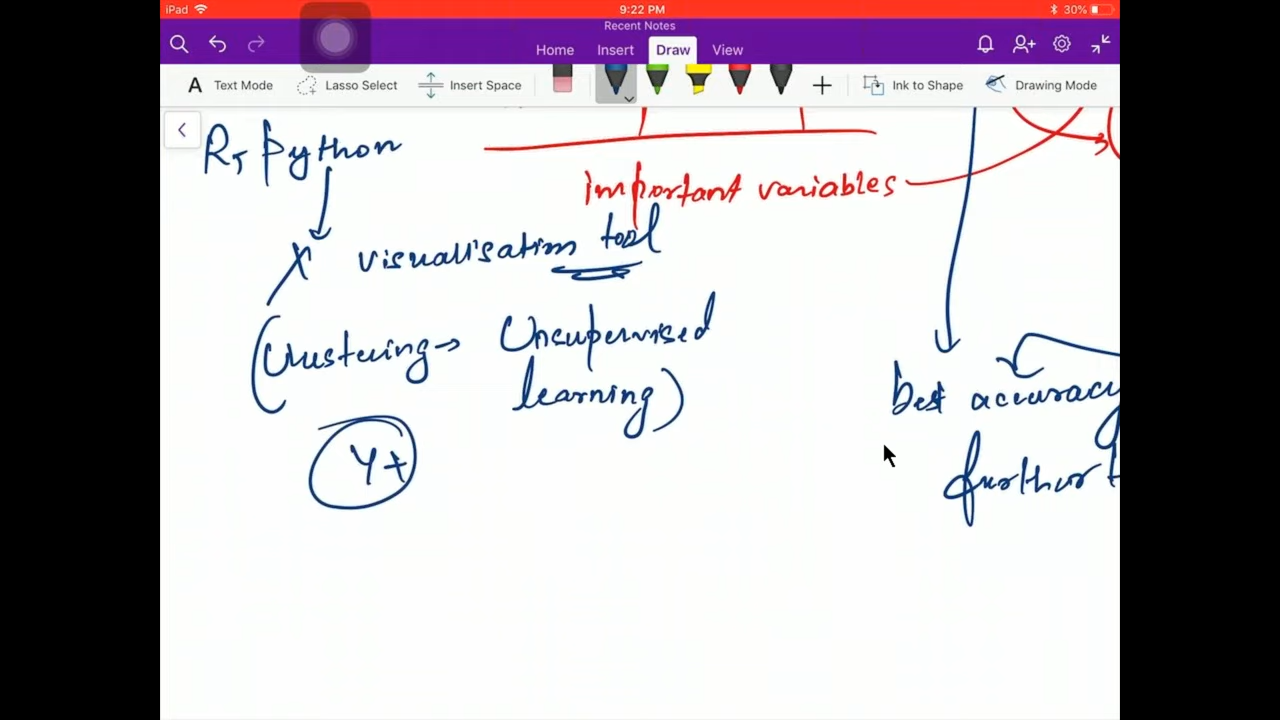 iPad 9:22 PM 30%
Recent Notes
Home Insert Draw View
A Text Mode Lasso Select Insert Space Ink to Shape Drawing Mode
R, Python
important variables
X visualisation tool
(Clustering → Unsupervised
learning)
best accuracy
further